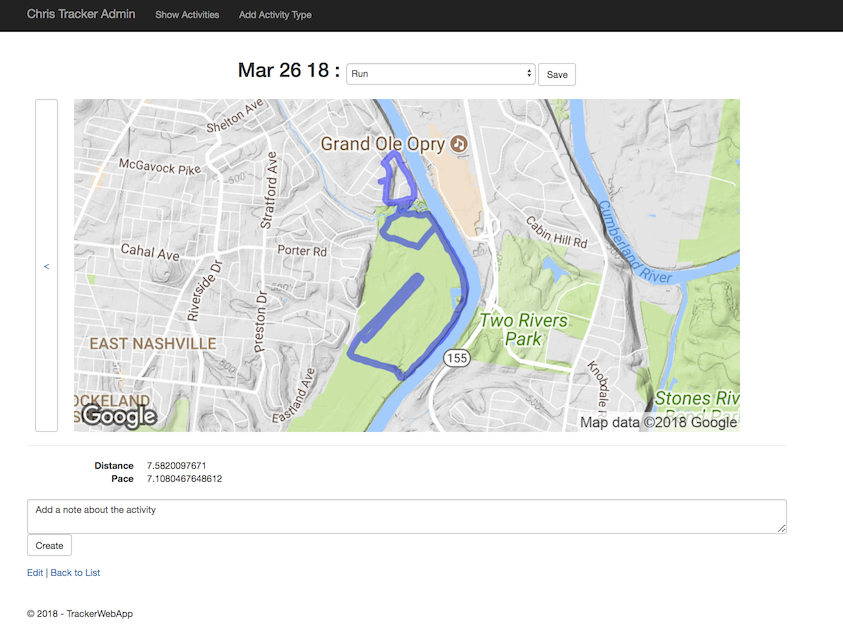 Chris Tracker Admin Show Activities Add Activity Type
Mar 26 18 : Run Save
<
Shelton Ave
Grand Ole Opry
McGavock Pike
500'
Stratford Ave
Cabin Hill Rd
Cumberland River
Cahal Ave
Porter Rd
Riverside Dr
500'
Preston Dr
Two Rivers
Park
EAST NASHVILLE
155
Knobdale R
Eastland Ave
OCKELAND
S
Stones Riv
Google
Map data ©2018 Google
Distance 7.5820097671
Pace 7.1080467648612
Add a note about the activity
Create
Edit | Back to List
© 2018 - TrackerWebApp